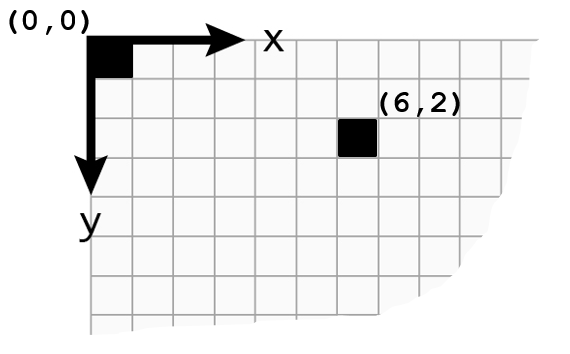 (0,0)
x
(6,2)
y